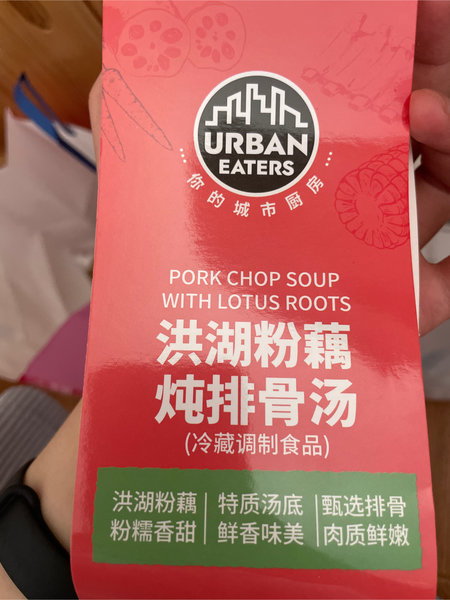 URBAN
EATERS
…你的城市厨房…
PORK CHOP SOUP
WITH LOTUS ROOTS
洪湖粉藕
炖排骨汤
(冷藏调制食品)
洪湖粉藕 特质汤底 甄选排骨
粉糯香甜 鲜香味美 肉质鲜嫩